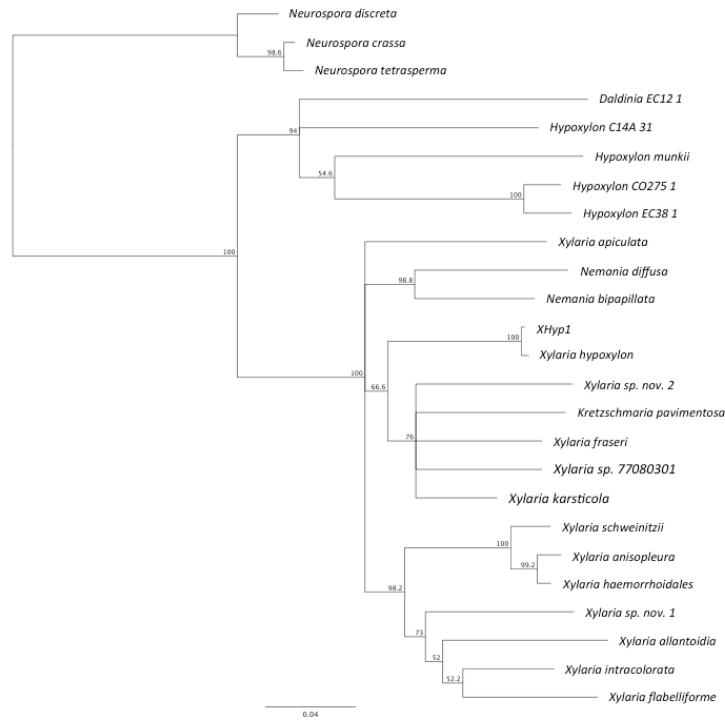 Neurospora discreta
Neurospora crassa
98.6
Neurospora tetrasperma
Daldinia EC12 1
Hypoxylon C14A 31
94
Hypoxylon munkii
54.6
Hypoxylon CO275 1
100
Hypoxylon EC38 1
Xylaria apiculata
100
Nemania diffusa
98.8
Nemania bipapillata
XHyp1
100
Xylaria hypoxylon
100
Xylaria sp. nov. 2
66.6
Kretzschmaria pavimentosa
76
Xylaria fraseri
Xylaria sp. 77080301
Xylaria karsticola
Xylaria schweinitzii
100
Xylaria anisopleura
99.2
Xylaria haemorrhoidales
98.2
Xylaria sp. nov. 1
73
Xylaria allantoidia
52
Xylaria intracolorata
52.2
Xylaria flabelliforme
0.04